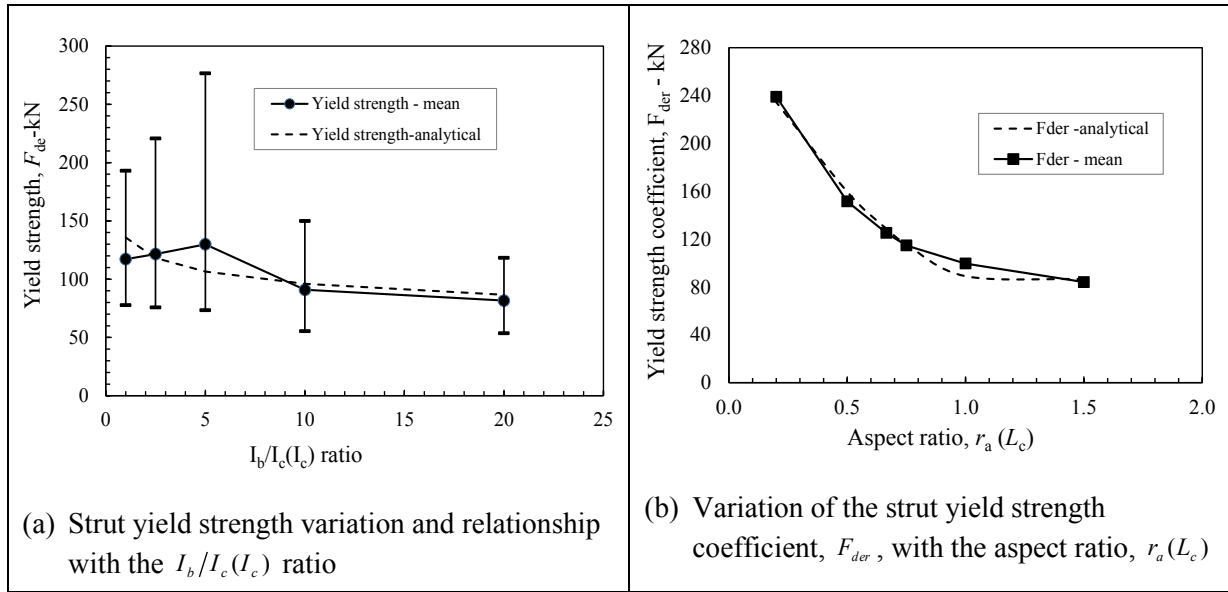 300
250
200
150
100
50
0
Yield strength, F_de-kN
Yield strength - mean
Yield strength-analytical
0 5 10 15 20 25
I_b/I_c(I_c) ratio
(a) Strut yield strength variation and relationship
with the I_b/I_c(I_c) ratio
280
240
200
160
120
80
40
0
Yield strength coefficient, F_der - kN
Fder -analytical
Fder - mean
0.0 0.5 1.0 1.5 2.0
Aspect ratio, r_a (L_c)
(b) Variation of the strut yield strength
coefficient, F_der, with the aspect ratio, r_a(L_c)